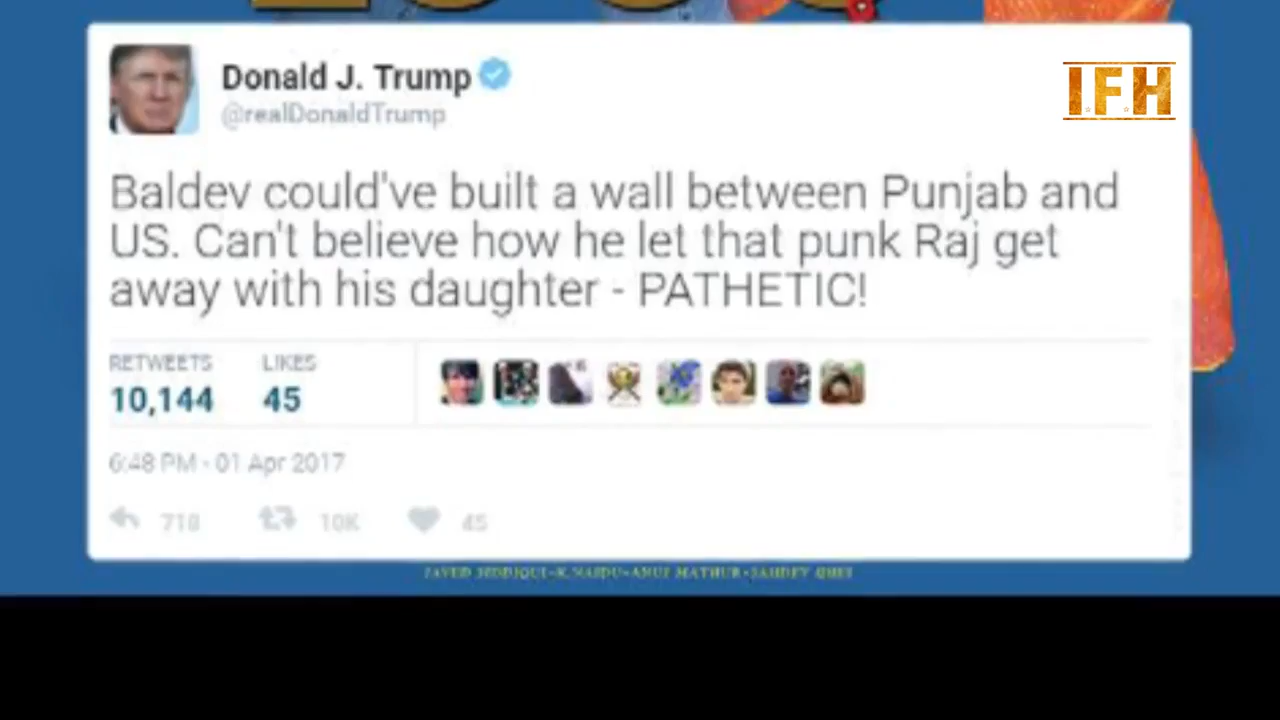 Donald J. Trump
@realDonaldTrump
I.F.H
Baldev could've built a wall between Punjab and
US. Can't believe how he let that punk Raj get
away with his daughter - PATHETIC!
RETWEETS LIKES
10,144 45
6:48 PM - 01 Apr 2017
718 10K 45